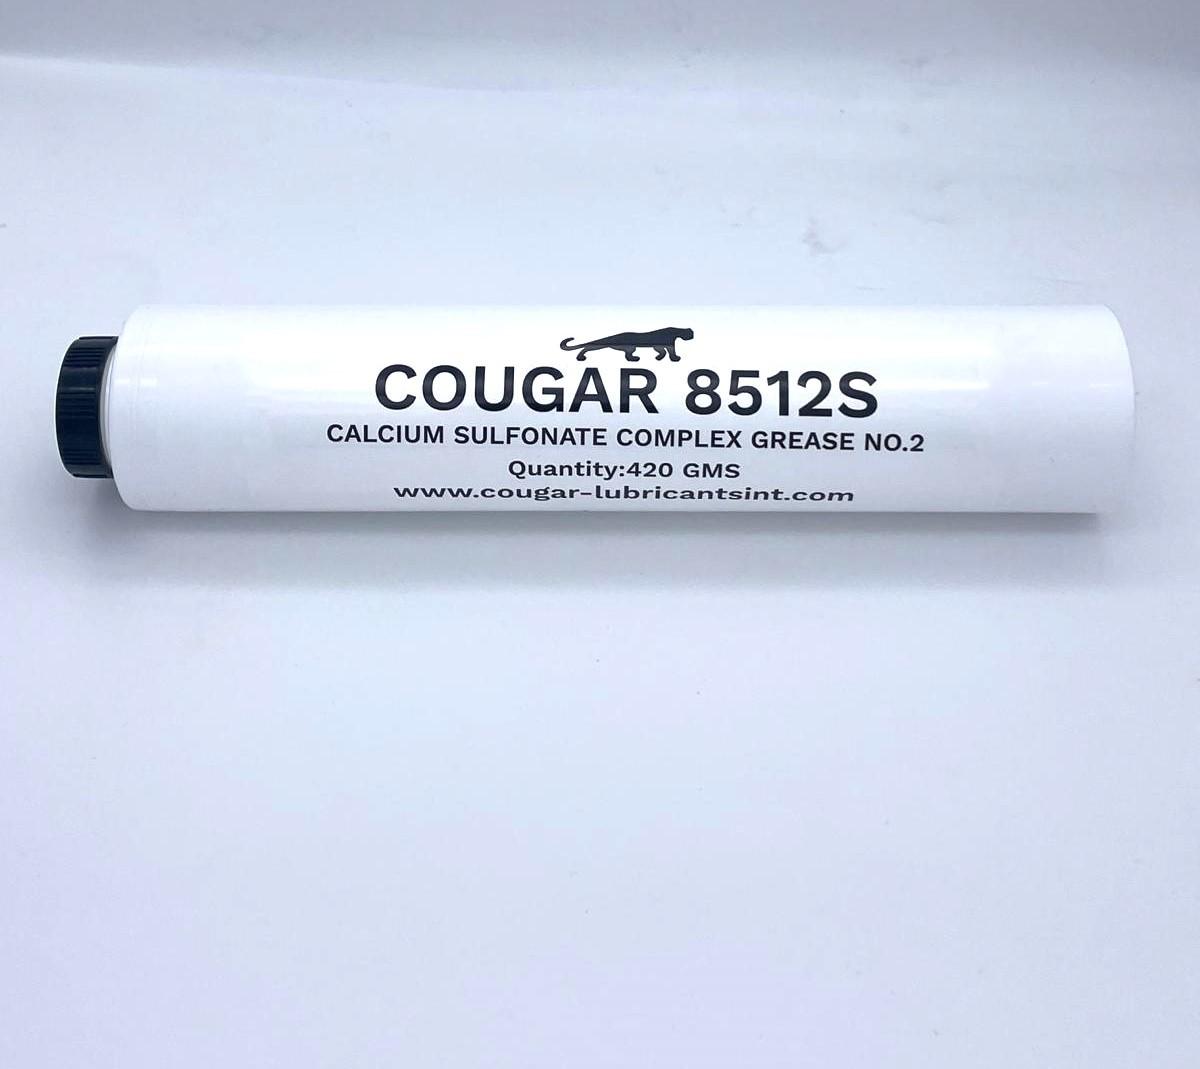 COUGAR 8512S
CALCIUM SULFONATE COMPLEX GREASE NO.2
Quantity:420 GMS
www.cougar-lubricantsint.com